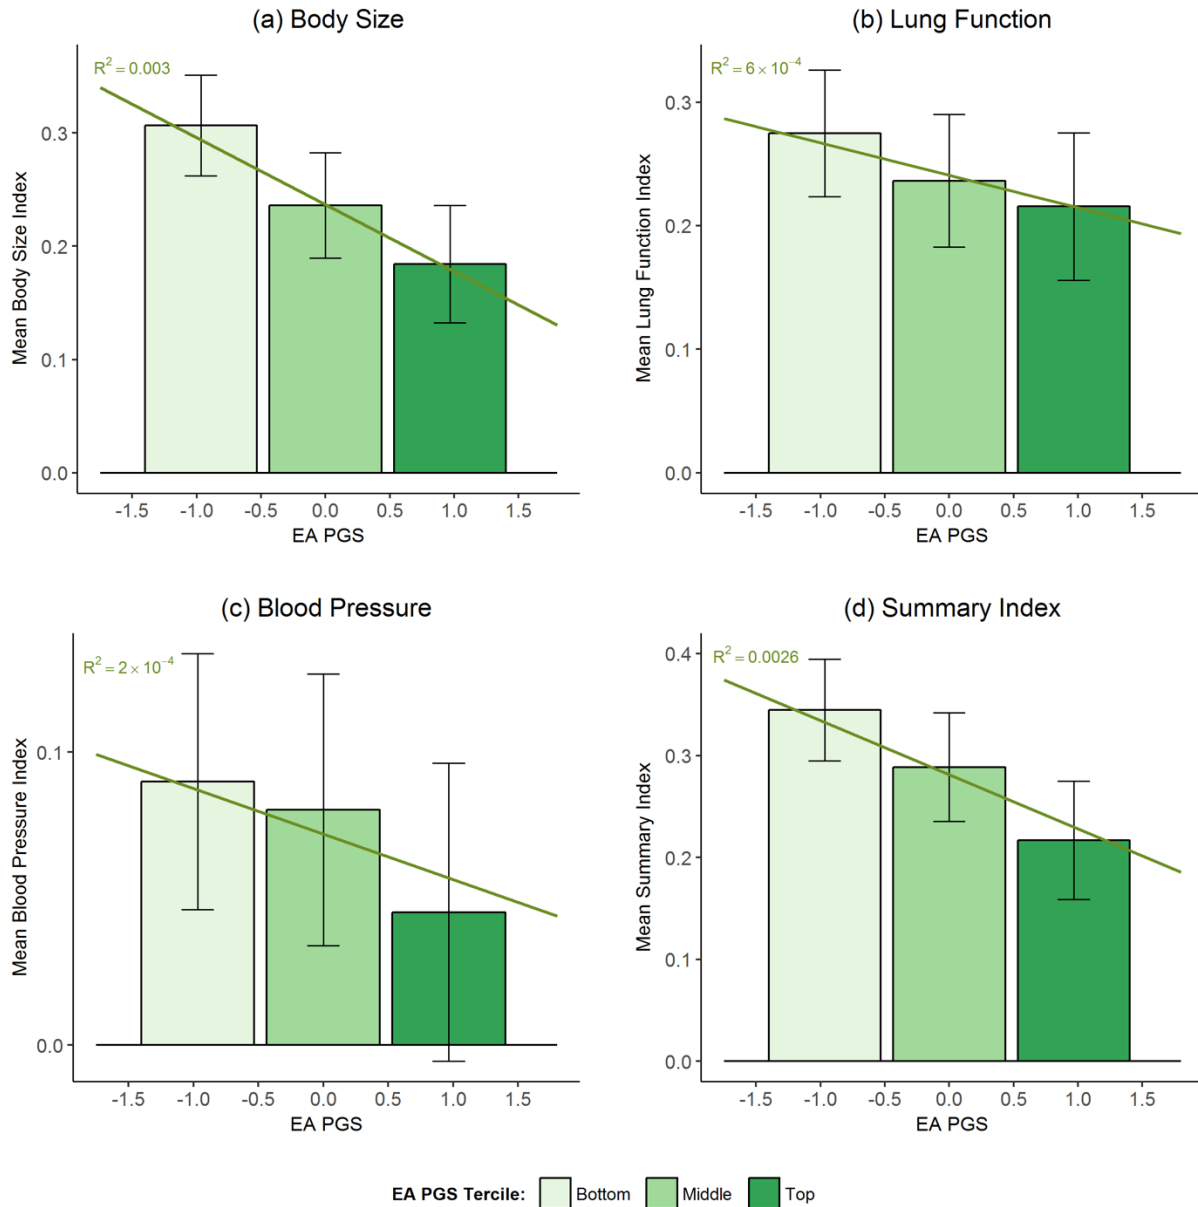 (a) Body Size
R² = 0.003
Mean Body Size Index
0.3
0.2
0.1
0.0
-1.5 -1.0 -0.5 0.0 0.5 1.0 1.5
EA PGS
(b) Lung Function
R² = 6 × 10⁻⁴
Mean Lung Function Index
0.3
0.2
0.1
0.0
-1.5 -1.0 -0.5 0.0 0.5 1.0 1.5
EA PGS
(c) Blood Pressure
R² = 2 × 10⁻⁴
Mean Blood Pressure Index
0.1
0.0
-1.5 -1.0 -0.5 0.0 0.5 1.0 1.5
EA PGS
(d) Summary Index
R² = 0.0026
Mean Summary Index
0.4
0.3
0.2
0.1
0.0
-1.5 -1.0 -0.5 0.0 0.5 1.0 1.5
EA PGS
EA PGS Tercile: Bottom Middle Top